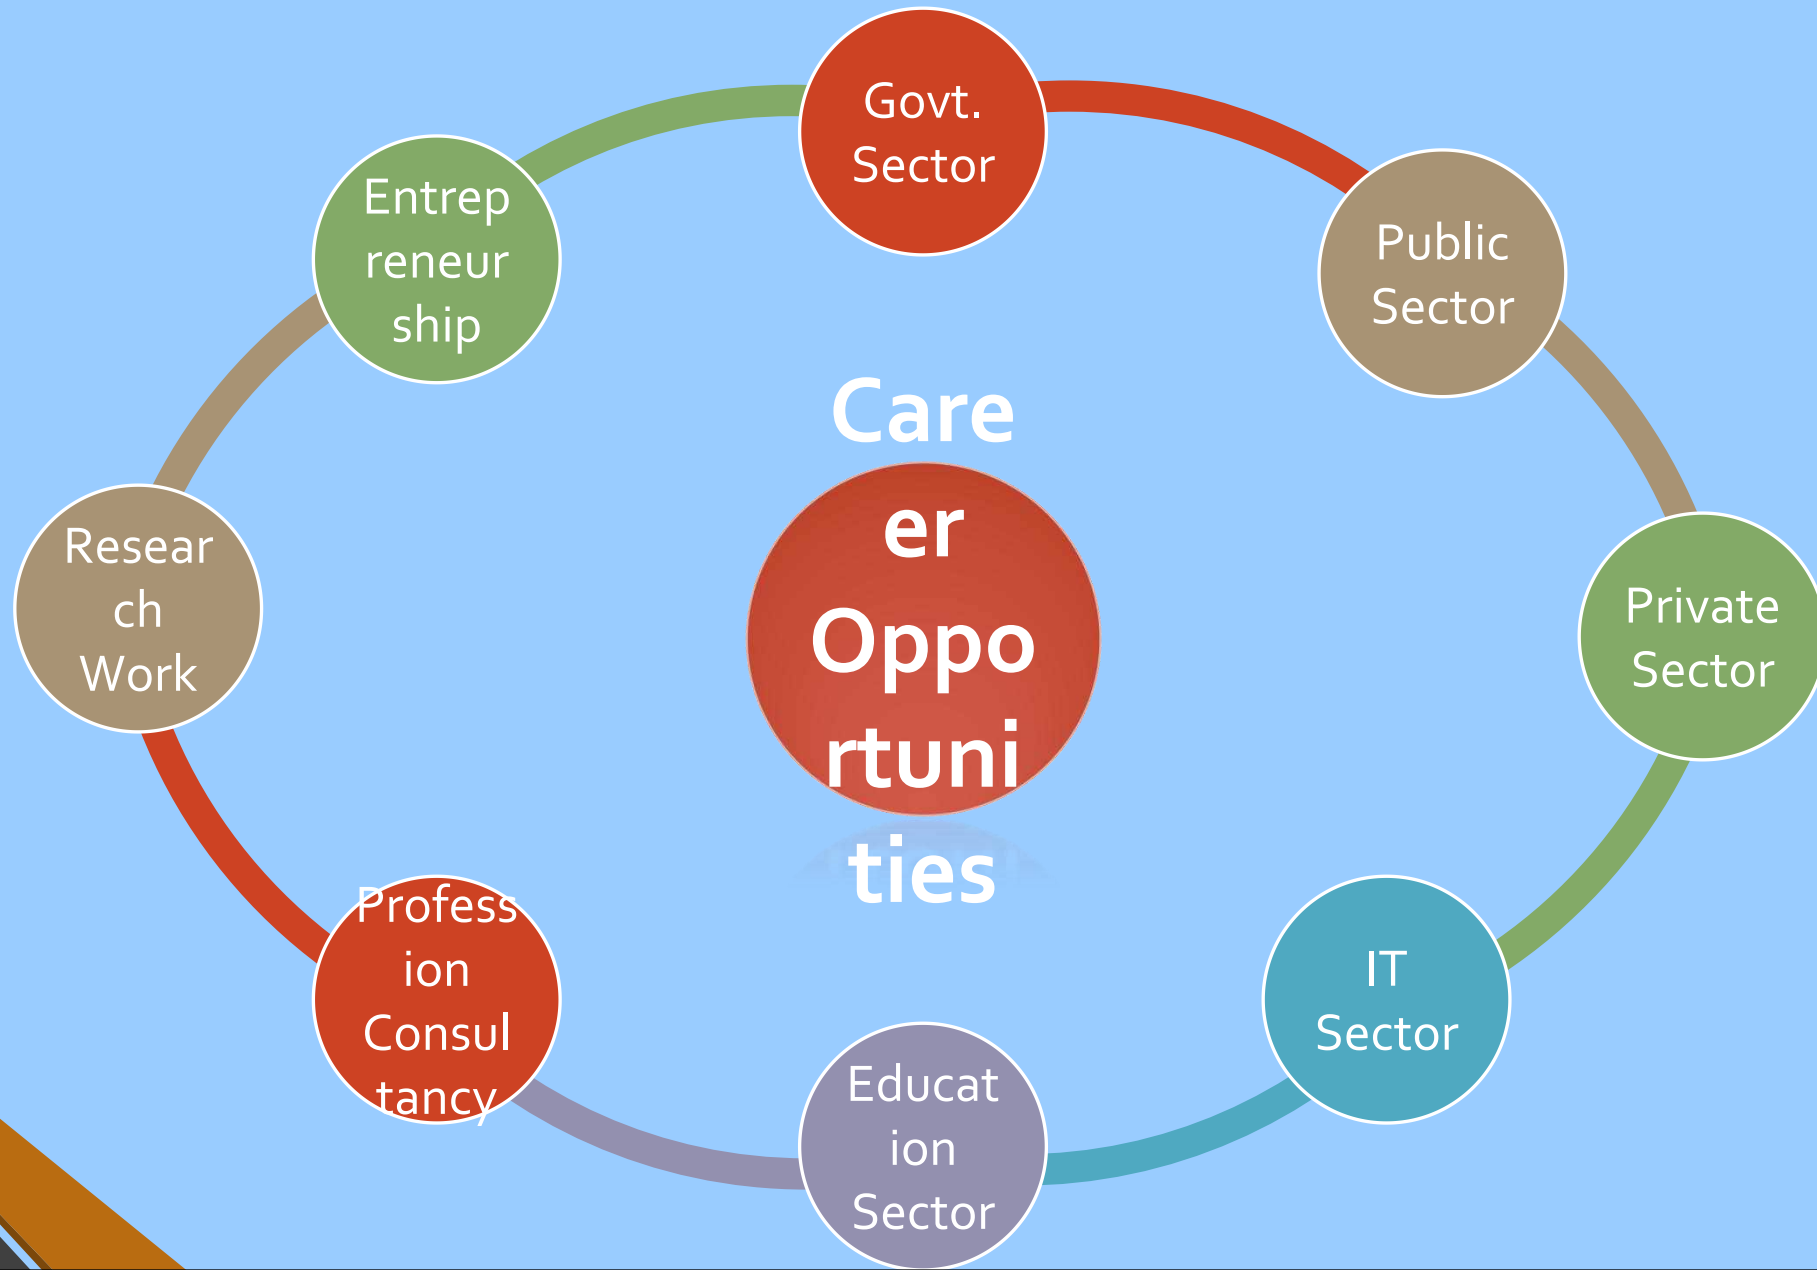 Govt.
Sector
Public
Sector
Private
Sector
IT
Sector
Educat
ion
Sector
Profess
ion
Consul
tancy
Resear
ch
Work
Entrep
reneur
ship
Care
er
Oppo
rtuni
ties